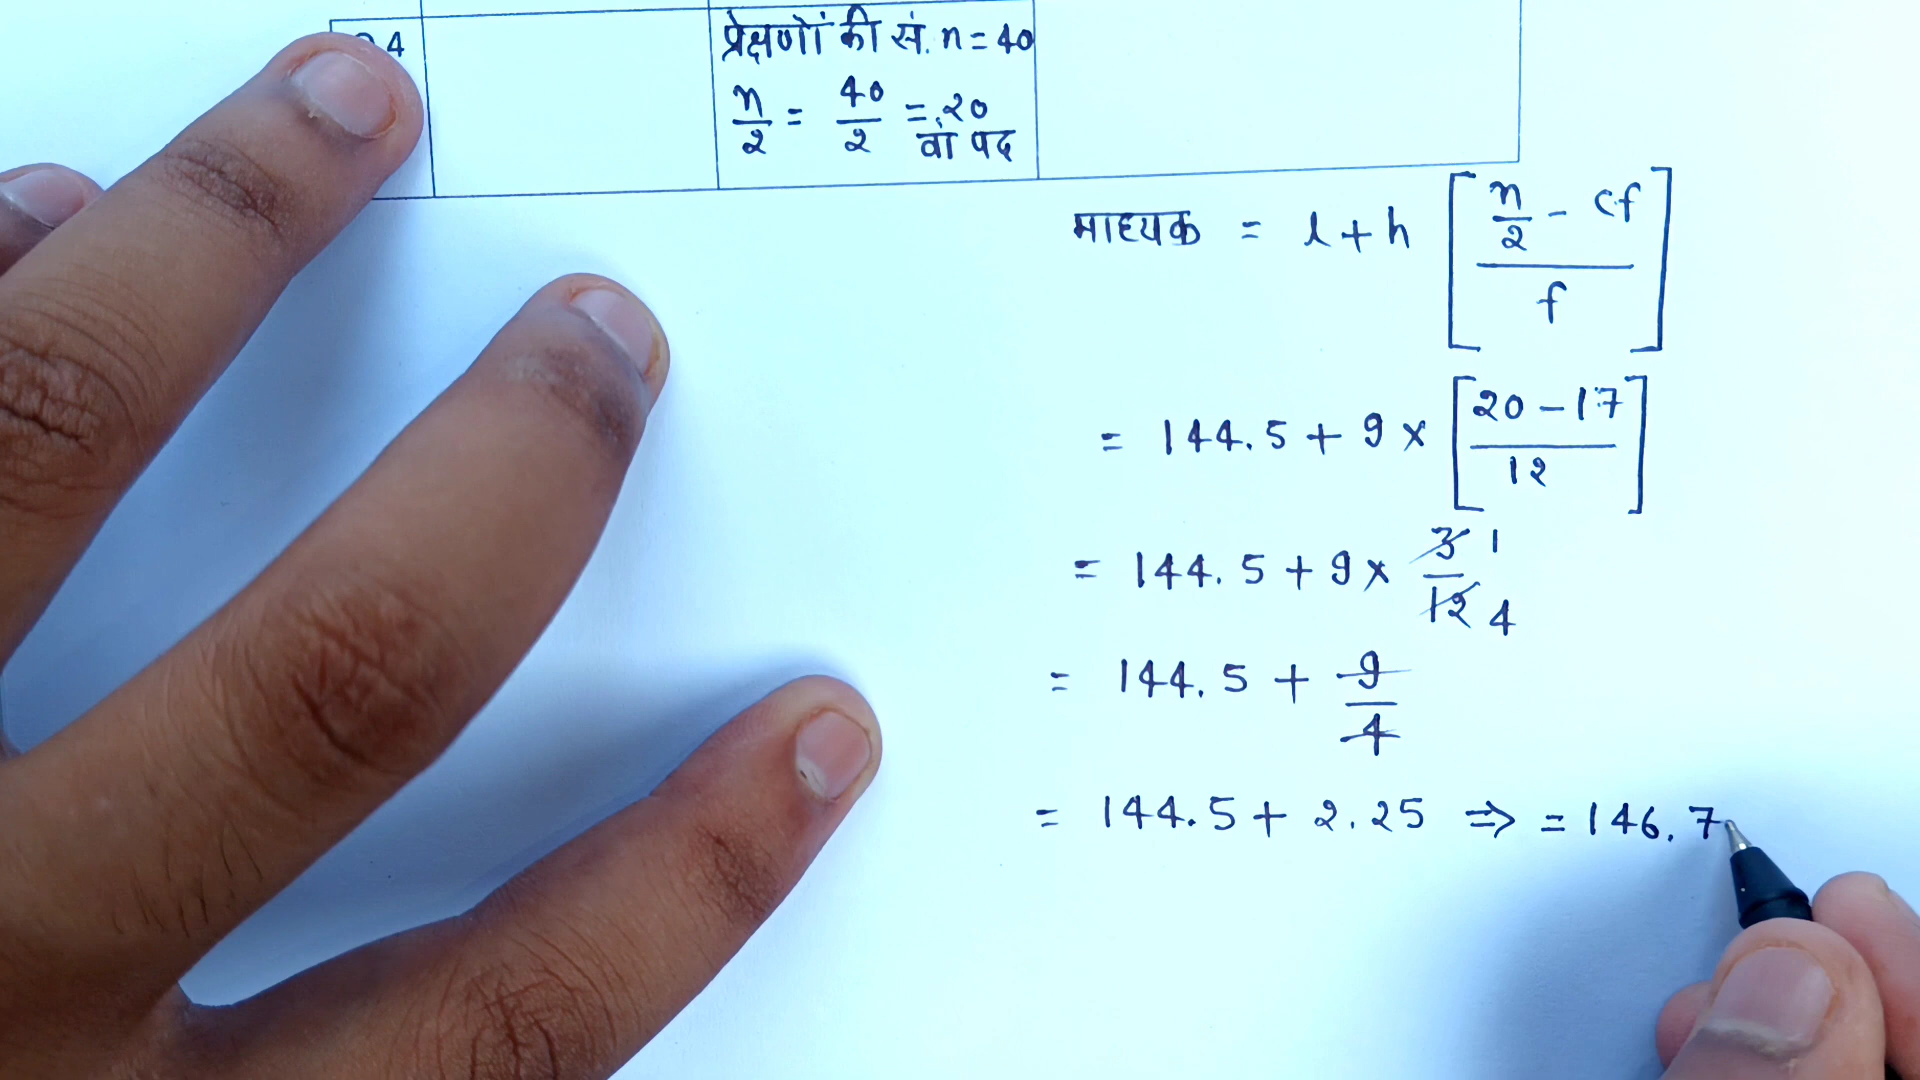 4
प्रेक्षणों की सं. n = 40
n/2 = 40/2 = 20
वां पद
माध्यक = l + h [ (n/2 - cf) / f ]
= 144.5 + 9 × [ (20 - 17) / 12 ]
= 144.5 + 9 × 3/12 1/4
= 144.5 + 9/4
= 144.5 + 2.25 ⇒ = 146.7